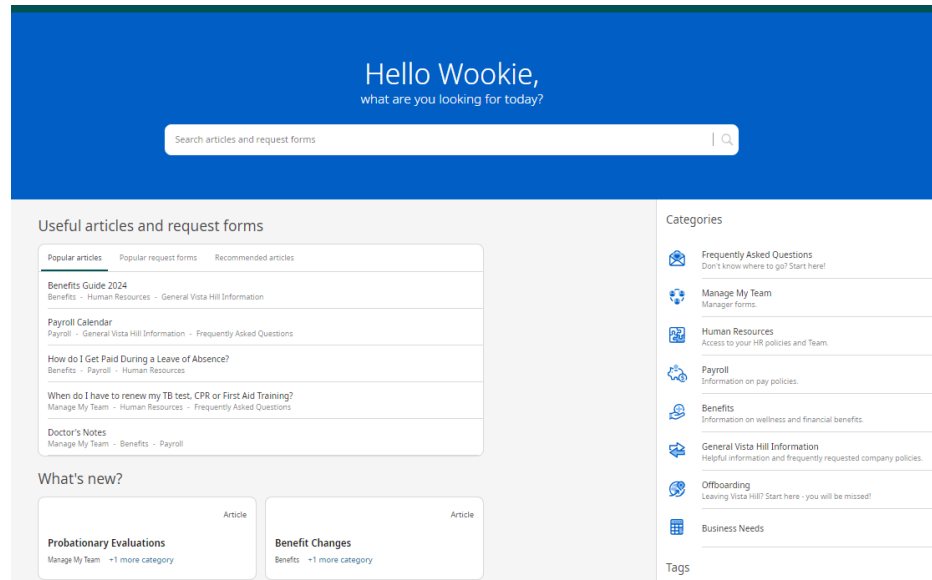 Hello Wookie,
what are you looking for today?
Search articles and request forms
Useful articles and request forms
Popular articles
Popular request forms
Recommended articles
Benefits Guide 2024
Benefits - Human Resources - General Vista Hill Information
Payroll Calendar
Payroll - General Vista Hill Information - Frequently Asked Questions
How do I Get Paid During a Leave of Absence?
Benefits - Payroll - Human Resources
When do I have to renew my TB test, CPR or First Aid Training?
Manage My Team - Human Resources - Frequently Asked Questions
Doctor's Notes
Manage My Team - Benefits - Payroll
What's new?
Article
Probationary Evaluations
Manage My Team +1 more category
Article
Benefit Changes
Benefits +1 more category
Categories
Frequently Asked Questions
Don't know where to go? Start here!
Manage My Team
Manager forms.
Human Resources
Access to your HR policies and Team.
Payroll
Information on pay policies.
Benefits
Information on wellness and financial benefits.
General Vista Hill Information
Helpful information and frequently requested company policies.
Offboarding
Leaving Vista Hill? Start here - you will be missed!
Business Needs
Tags